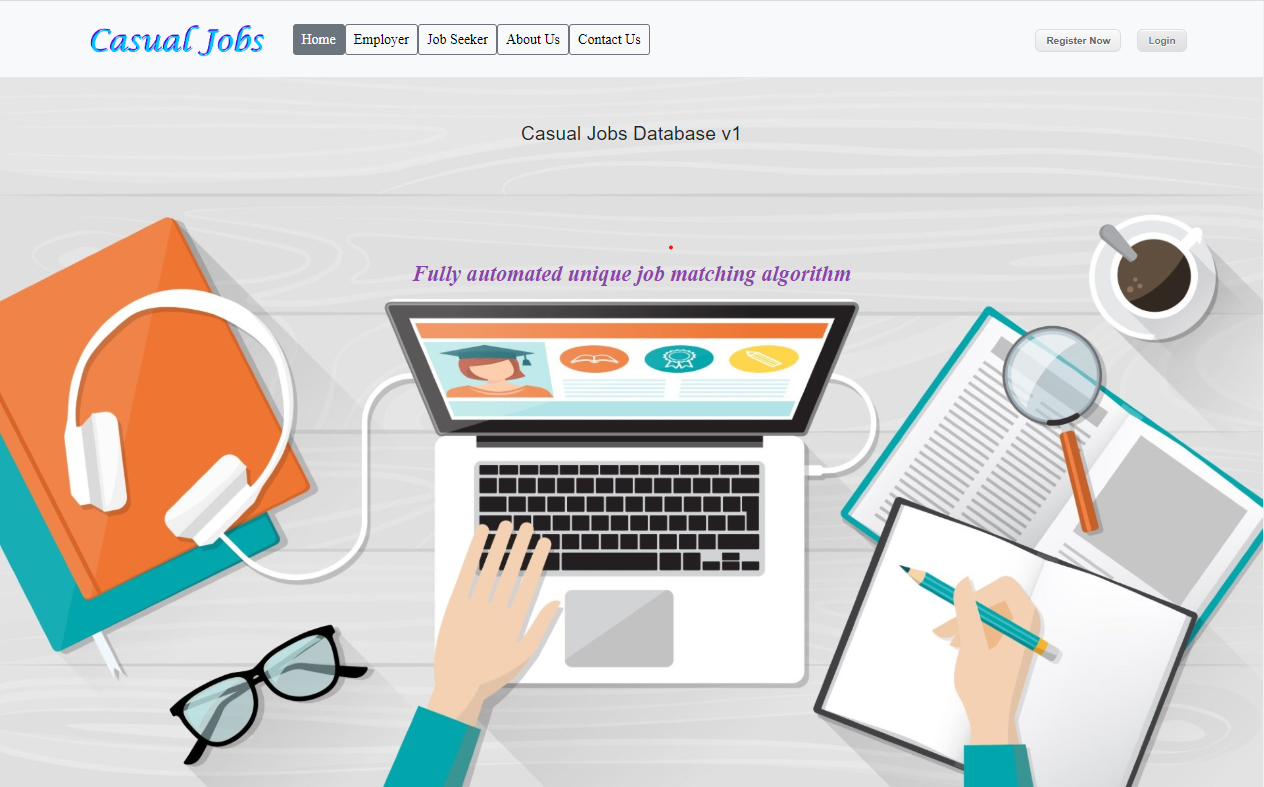 Casual Jobs
Home Employer Job Seeker About Us Contact Us
Register Now Login
Casual Jobs Database v1
Fully automated unique job matching algorithm